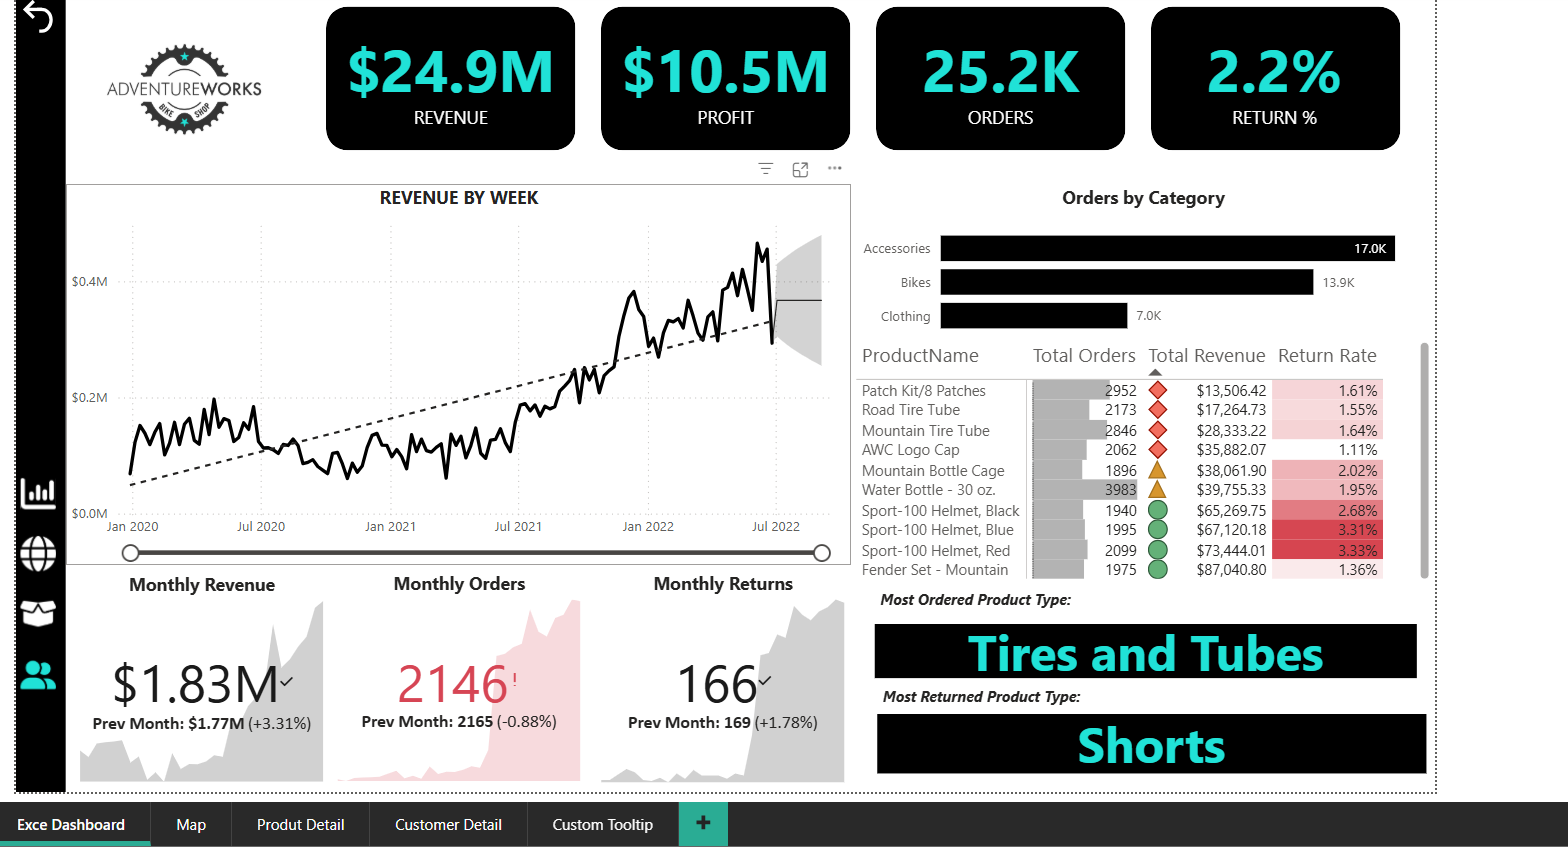 ADVENTUREWORKS
BIKE SHOP
$24.9M
REVENUE
$10.5M
PROFIT
25.2K
ORDERS
2.2%
RETURN %
REVENUE BY WEEK
$0.4M
$0.2M
$0.0M
Jan 2020 Jul 2020 Jan 2021 Jul 2021 Jan 2022 Jul 2022
Orders by Category
Accessories 17.0K
Bikes 13.9K
Clothing 7.0K
ProductName Total Orders Total Revenue Return Rate
Patch Kit/8 Patches 2952 $13,506.42 1.61%
Road Tire Tube 2173 $17,264.73 1.55%
Mountain Tire Tube 2846 $28,333.22 1.64%
AWC Logo Cap 2062 $35,882.07 1.11%
Mountain Bottle Cage 1896 $38,061.90 2.02%
Water Bottle - 30 oz. 3983 $39,755.33 1.95%
Sport-100 Helmet, Black 1940 $65,269.75 2.68%
Sport-100 Helmet, Blue 1995 $67,120.18 3.31%
Sport-100 Helmet, Red 2099 $73,444.01 3.33%
Fender Set - Mountain 1975 $87,040.80 1.36%
Monthly Revenue
$1.83M
Prev Month: $1.77M (+3.31%)
Monthly Orders
2146!
Prev Month: 2165 (-0.88%)
Monthly Returns
166
Prev Month: 169 (+1.78%)
Most Ordered Product Type:
Tires and Tubes
Most Returned Product Type:
Shorts
Exce Dashboard Map Produt Detail Customer Detail Custom Tooltip +